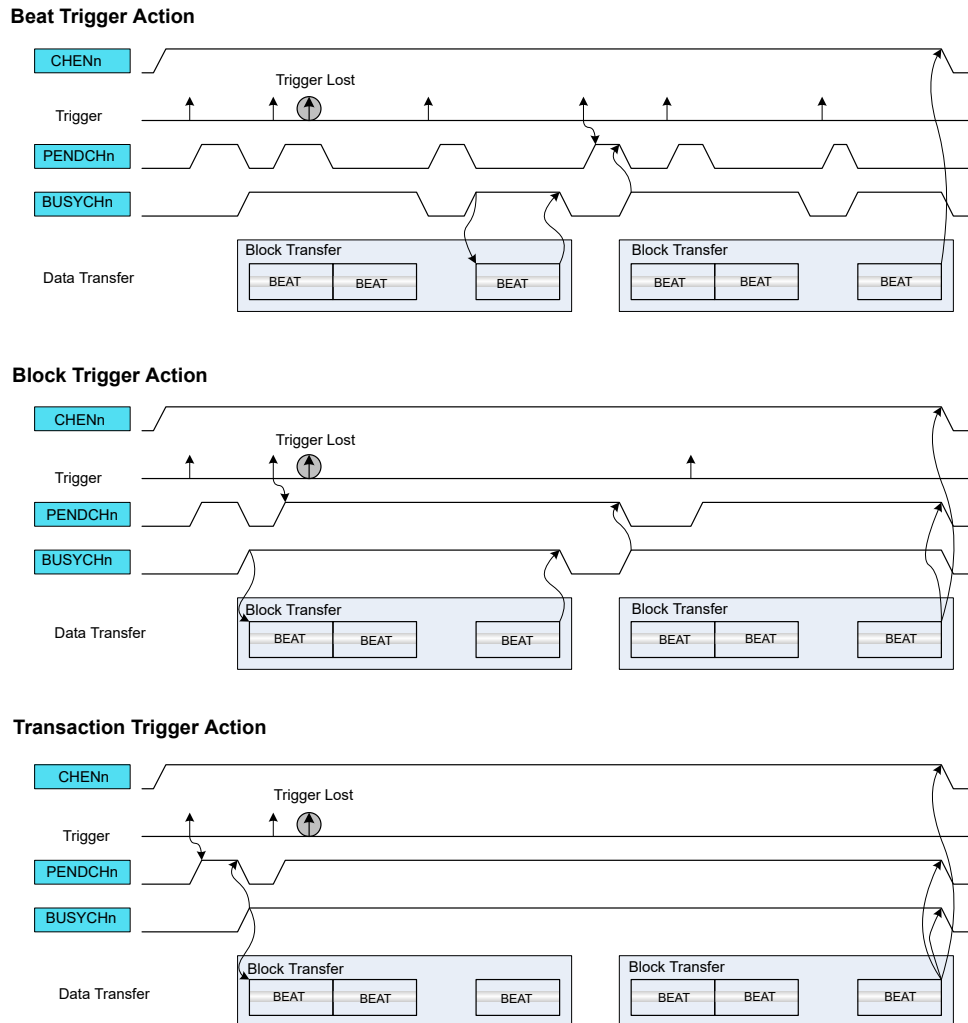 Beat Trigger Action
CHENn
Trigger Lost
Trigger
PENDCHn
BUSYCHn
Block Transfer
Block Transfer
Data Transfer
BEAT
BEAT
BEAT
BEAT
BEAT
BEAT
Block Trigger Action
CHENn
Trigger Lost
Trigger
PENDCHn
BUSYCHn
Block Transfer
Block Transfer
Data Transfer
BEAT
BEAT
BEAT
BEAT
BEAT
BEAT
Transaction Trigger Action
CHENn
Trigger Lost
Trigger
PENDCHn
BUSYCHn
Block Transfer
Block Transfer
Data Transfer
BEAT
BEAT
BEAT
BEAT
BEAT
BEAT